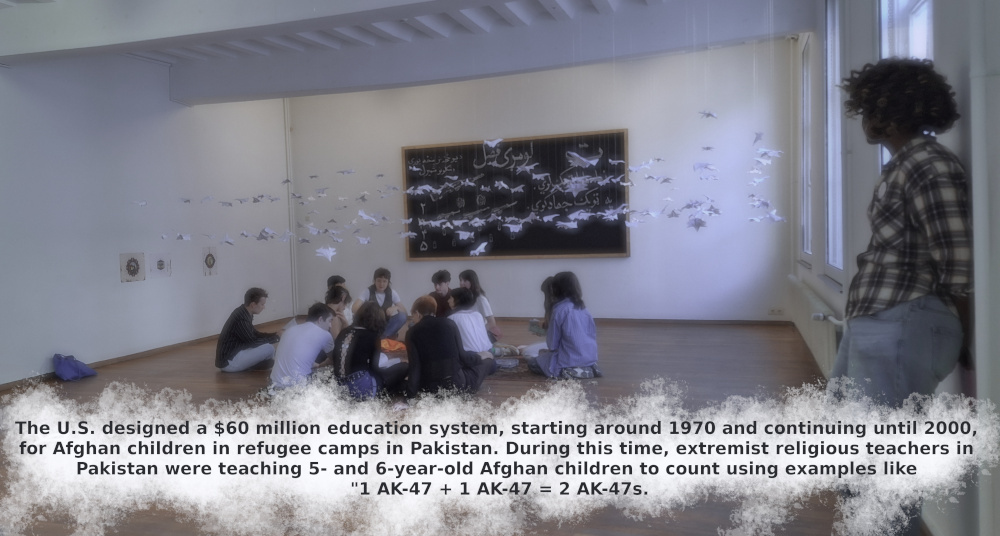 لومړی
The U.S. designed a $60 million education system, starting around 1970 and continuing until 2000,
for Afghan children in refugee camps in Pakistan. During this time, extremist religious teachers in
Pakistan were teaching 5- and 6-year-old Afghan children to count using examples like
"1 AK-47 + 1 AK-47 = 2 AK-47s.